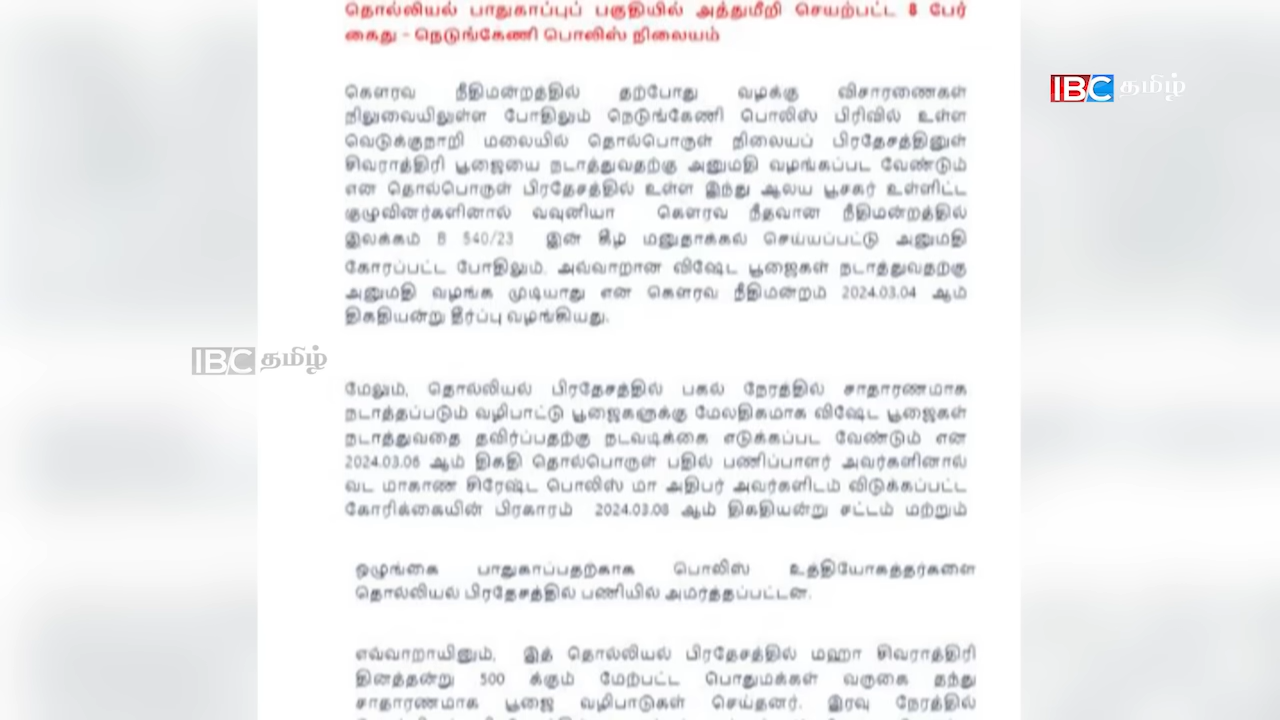 தொல்லியல் பாதுகாப்புப் பகுதியில் அத்துமீறி செயற்பட்ட 8 பேர்
கைது - நெடுங்கேணி பொலிஸ் நிலையம்
IBC தமிழ்
கௌரவ நீதிமன்றத்தில் தற்போது வழக்கு விசாரணைகள்
நிலுவையிலுள்ள போதிலும் நெடுங்கேணி பொலிஸ் பிரிவில் உள்ள
வெடுக்குநாறி மலையில் தொல்பொருள் நிலையப் பிரதேசத்தினுள்
சிவராத்திரி பூஜையை நடாத்துவதற்கு அனுமதி வழங்கப்பட வேண்டும்
என தொல்பொருள் பிரதேசத்தில் உள்ள இந்து ஆலய பூசகர் உள்ளிட்ட
குழுவினர்களினால் வவுனியா கௌரவ நீதவான் நீதிமன்றத்தில்
இலக்கம் B 540/23 இன் கீழ் மனுதாக்கல் செய்யப்பட்டு அனுமதி
கோரப்பட்ட போதிலும், அவ்வாறான விஷேட பூஜைகள் நடாத்துவதற்கு
அனுமதி வழங்க முடியாது என கௌரவ நீதிமன்றம் 2024.03.04 ஆம்
திகதியன்று தீர்ப்பு வழங்கியது.
IBC தமிழ்
மேலும், தொல்லியல் பிரதேசத்தில் பகல் நேரத்தில் சாதாரணமாக
நடாத்தப்படும் வழிபாட்டு பூஜைகளுக்கு மேலதிகமாக விஷேட பூஜைகள்
நடாத்துவதை தவிர்ப்பதற்கு நடவடிக்கை எடுக்கப்பட வேண்டும் என
2024.03.06 ஆம் திகதி தொல்பொருள் பதில் பணிப்பாளர் அவர்களினால்
வட மாகாண சிரேஷ்ட பொலிஸ் மா அதிபர் அவர்களிடம் விடுக்கப்பட்ட
கோரிக்கையின் பிரகாரம் 2024.03.08 ஆம் திகதியன்று சட்டம் மற்றும்
ஒழுங்கை பாதுகாப்பதற்காக பொலிஸ் உத்தியோகத்தர்களை
தொல்லியல் பிரதேசத்தில் பணியில் அமர்த்தப்பட்டன.
எவ்வாறாயினும், இத் தொல்லியல் பிரதேசத்தில் மஹா சிவராத்திரி
தினத்தன்று 500 க்கும் மேற்பட்ட பொதுமக்கள் வருகை தந்து
சாதாரணமாக பூஜை வழிபாடுகள் செய்தனர். இரவு நேரத்தில்